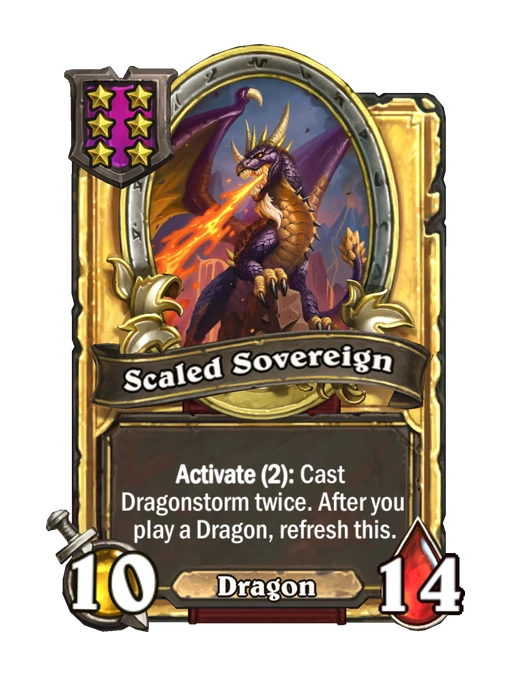 Scaled Sovereign
Activate (2): Cast
Dragonstorm twice. After you
play a Dragon, refresh this.
10
Dragon
14